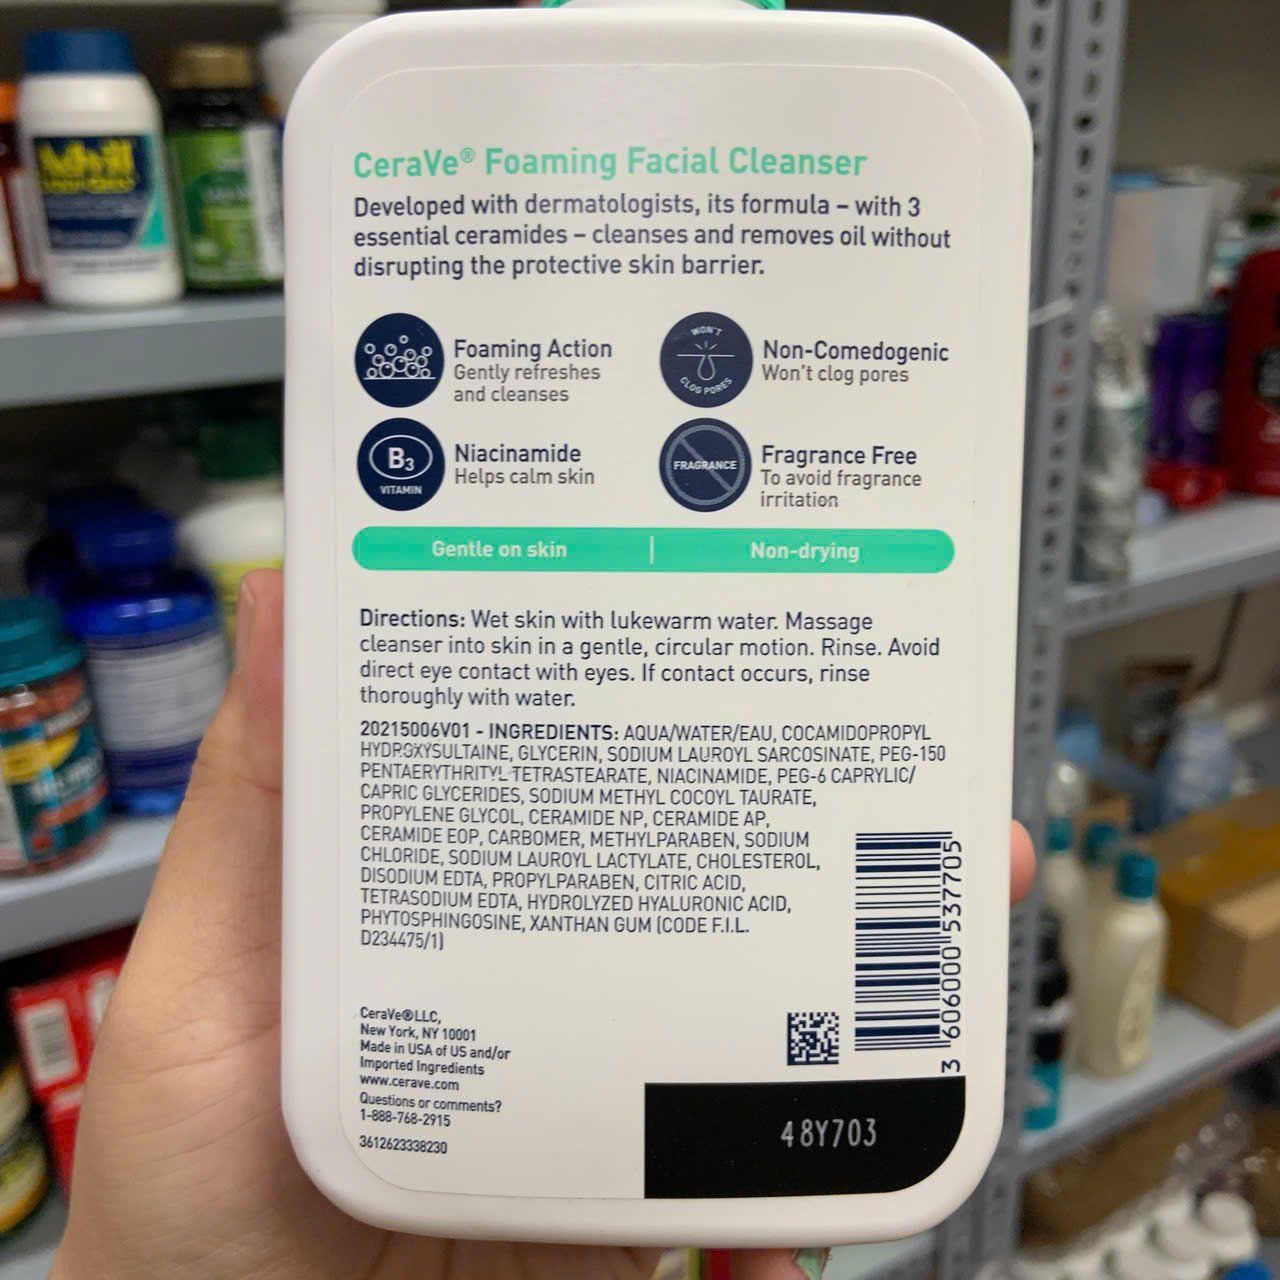 Advil
CeraVe® Foaming Facial Cleanser
Developed with dermatologists, its formula – with 3
essential ceramides – cleanses and removes oil without
disrupting the protective skin barrier.
Foaming Action
Gently refreshes
and cleanses
WON'T
CLOG PORES
Non-Comedogenic
Won't clog pores
B3
VITAMIN
Niacinamide
Helps calm skin
FRAGRANCE
Fragrance Free
To avoid fragrance
irritation
Gentle on skin | Non-drying
Directions: Wet skin with lukewarm water. Massage
cleanser into skin in a gentle, circular motion. Rinse. Avoid
direct eye contact with eyes. If contact occurs, rinse
thoroughly with water.
20215006V01 - INGREDIENTS: AQUA/WATER/EAU, COCAMIDOPROPYL
HYDROXYSULTAINE, GLYCERIN, SODIUM LAUROYL SARCOSINATE, PEG-150
PENTAERYTHRITYL TETRASTEARATE, NIACINAMIDE, PEG-6 CAPRYLIC/
CAPRIC GLYCERIDES, SODIUM METHYL COCOYL TAURATE,
PROPYLENE GLYCOL, CERAMIDE NP, CERAMIDE AP,
CERAMIDE EOP, CARBOMER, METHYLPARABEN, SODIUM
CHLORIDE, SODIUM LAUROYL LACTYLATE, CHOLESTEROL,
DISODIUM EDTA, PROPYLPARABEN, CITRIC ACID,
TETRASODIUM EDTA, HYDROLYZED HYALURONIC ACID,
PHYTOSPHINGOSINE, XANTHAN GUM (CODE F.I.L.
D234475/1)
3 606000 537705
CeraVe®LLC,
New York, NY 10001
Made in USA of US and/or
Imported Ingredients
www.cerave.com
Questions or comments?
1-888-768-2915
3612623338230
48Y703